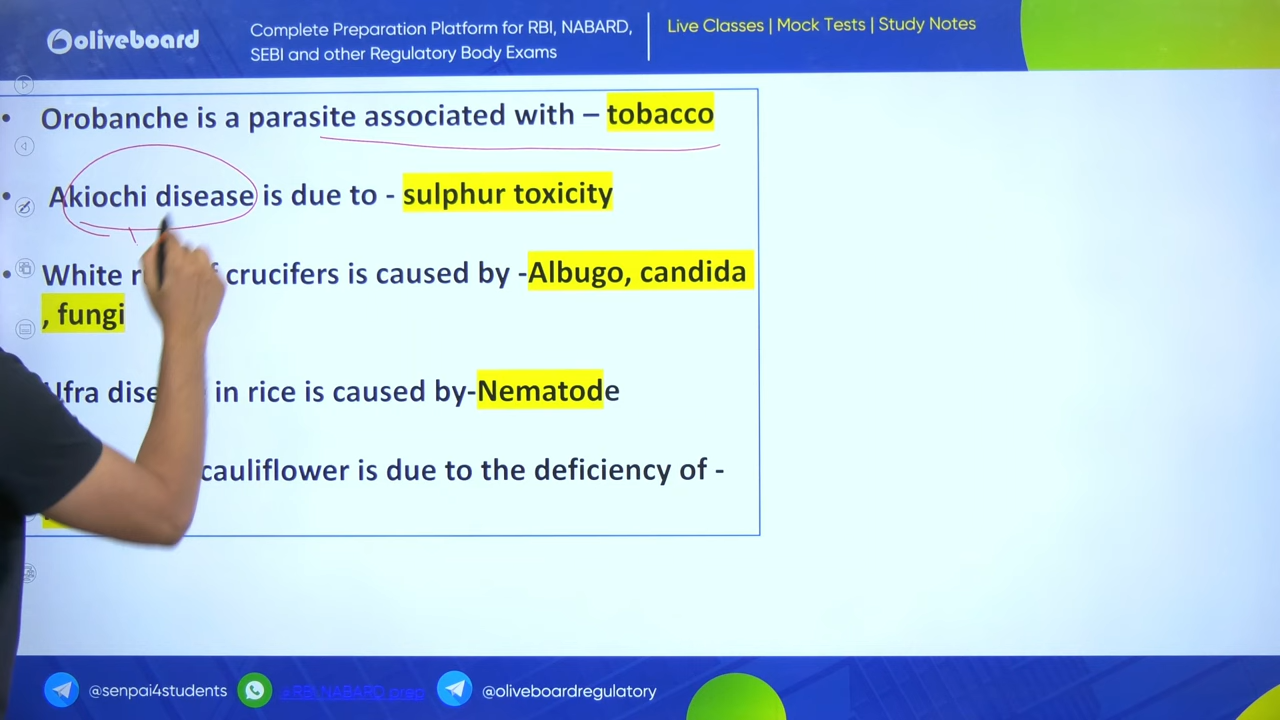 oliveboard
Complete Preparation Platform for RBI, NABARD,
SEBI and other Regulatory Body Exams
Live Classes | Mock Tests | Study Notes
• Orobanche is a parasite associated with – tobacco
• Akiochi disease is due to - sulphur toxicity
• White crucifers is caused by -Albugo, candida
, fungi
Ufra in rice is caused by-Nematode
cauliflower is due to the deficiency of -
@senpai4students
@oliveboardregulatory